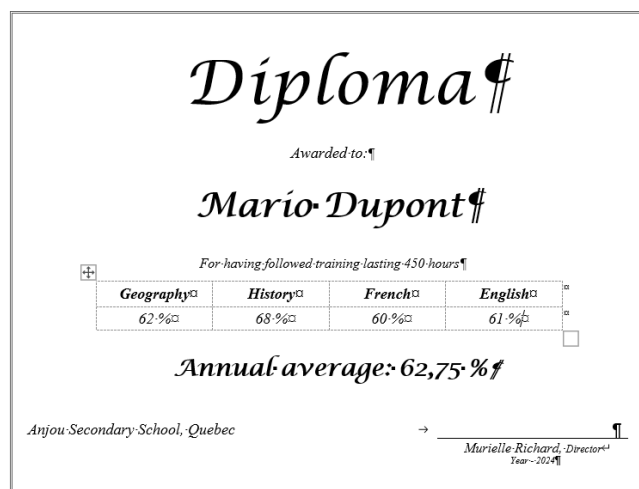 Diploma¶
Awarded·to:¶
Mario·Dupont¶
For·having·followed·training·lasting·450·hours¶
Geography¤ History¤ French¤ English¤ ¤
62·%¤ 68·%¤ 60·%¤ 61·%¤ ¤
Annual·average:·62,75·%¶
Anjou·Secondary·School,·Quebec → ¶
Murielle·Richard,·Director↵
Year·-·2024¶